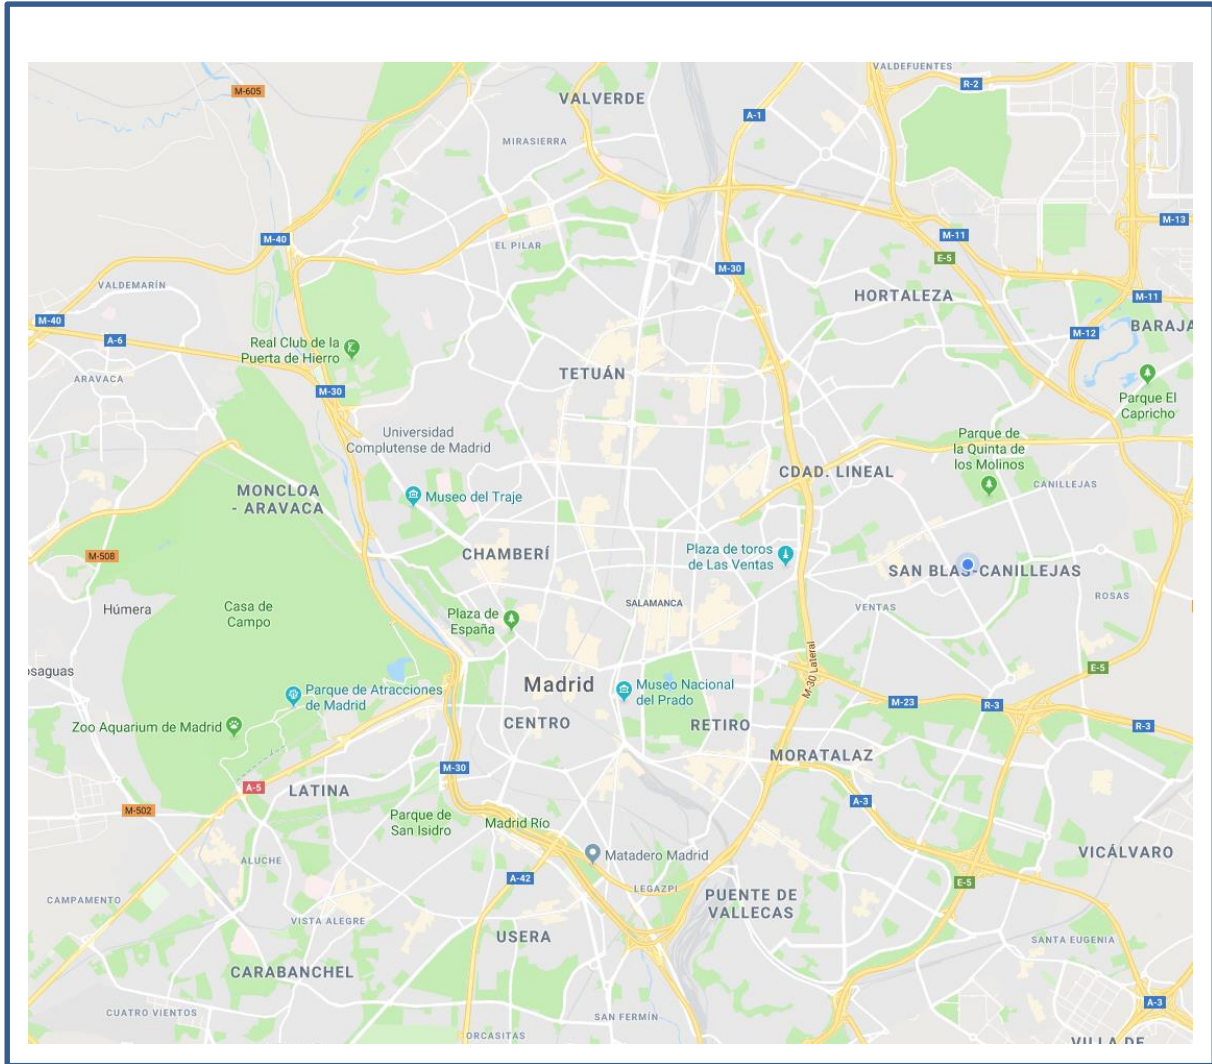 VALDEFUENTES
R-2
M-605
VALVERDE
A-1
MIRASIERRA
M-13
M-40
EL PILAR
M-11
E-5
M-30
VALDEMARÍN
HORTALEZA
M-11
M-40
BARAJA
M-12
A-6
Real Club de la
Puerta de Hierro
ARAVACA
TETUÁN
M-30
Parque El
Capricho
Universidad
Complutense de Madrid
Parque de
la Quinta de
los Molinos
CDAD. LINEAL
CANILLEJAS
MONCLOA
- ARAVACA
Museo del Traje
M-508
CHAMBERÍ
Plaza de toros
de Las Ventas
SAN BLAS-CANILLEJAS
ROSAS
Húmera
Casa de
Campo
Plaza de
España
SALAMANCA
VENTAS
M-30 Lateral
osaguas
E-5
Madrid
Parque de Atracciones
de Madrid
Museo Nacional
del Prado
M-23
R-3
Zoo Aquarium de Madrid
CENTRO
RETIRO
R-3
MORATALAZ
M-30
A-5
LATINA
M-502
A-3
Parque de
San Isidro
Madrid Río
Matadero Madrid
VICÁLVARO
ALUCHE
A-42
LEGAZPI
E-5
CAMPAMENTO
PUENTE DE
VALLECAS
VISTA ALEGRE
USERA
SANTA EUGENIA
CARABANCHEL
A-3
CUATRO VIENTOS
SAN FERMÍN
ORCASITAS
VILLA DE